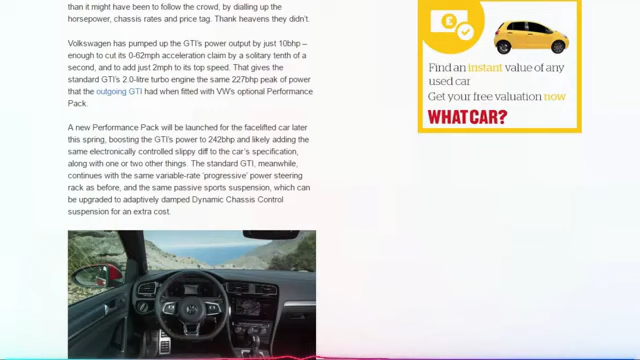 than it might have been to follow the crowd, by dialling up the
horsepower, chassis rates and price tag. Thank heavens they didn't.
Volkswagen has pumped up the GTI's power output by just 10bhp –
enough to cut its 0-62mph acceleration claim by a solitary tenth of a
second, and to add just 2mph to its top speed. That gives the
standard GTI's 2.0-litre turbo engine the same 227bhp peak of power
that the outgoing GTI had when fitted with VW's optional Performance
Pack.
A new Performance Pack will be launched for the facelifted car later
this spring, boosting the GTI's power to 242bhp and likely adding the
same electronically controlled slippy diff to the car's specification,
along with one or two other things. The standard GTI, meanwhile,
continues with the same variable-rate 'progressive' power steering
rack as before, and the same passive sports suspension, which can
be upgraded to adaptively damped Dynamic Chassis Control
suspension for an extra cost.
£
Find an instant value of any
used car
Get your free valuation now
WHATCAR?